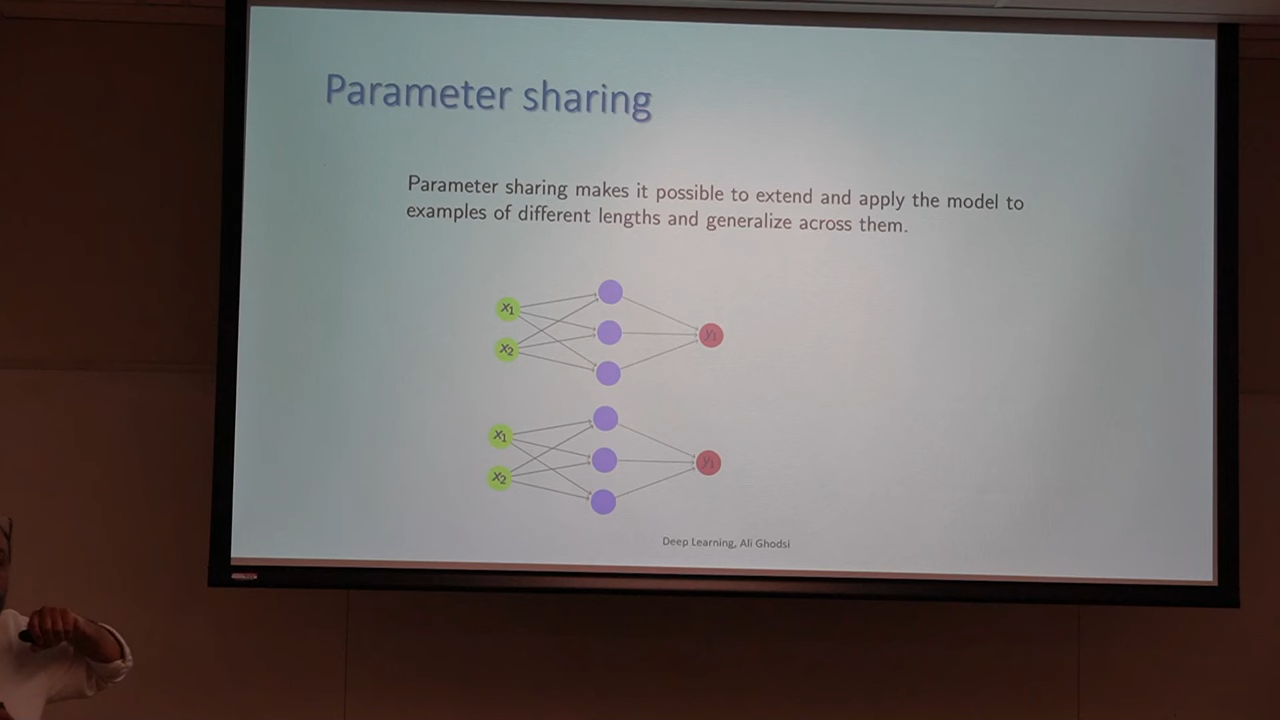 Parameter sharing
Parameter sharing makes it possible to extend and apply the model to
examples of different lengths and generalize across them.
x1
x2
y1
x1
x2
y1
Deep Learning, Ali Ghodsi